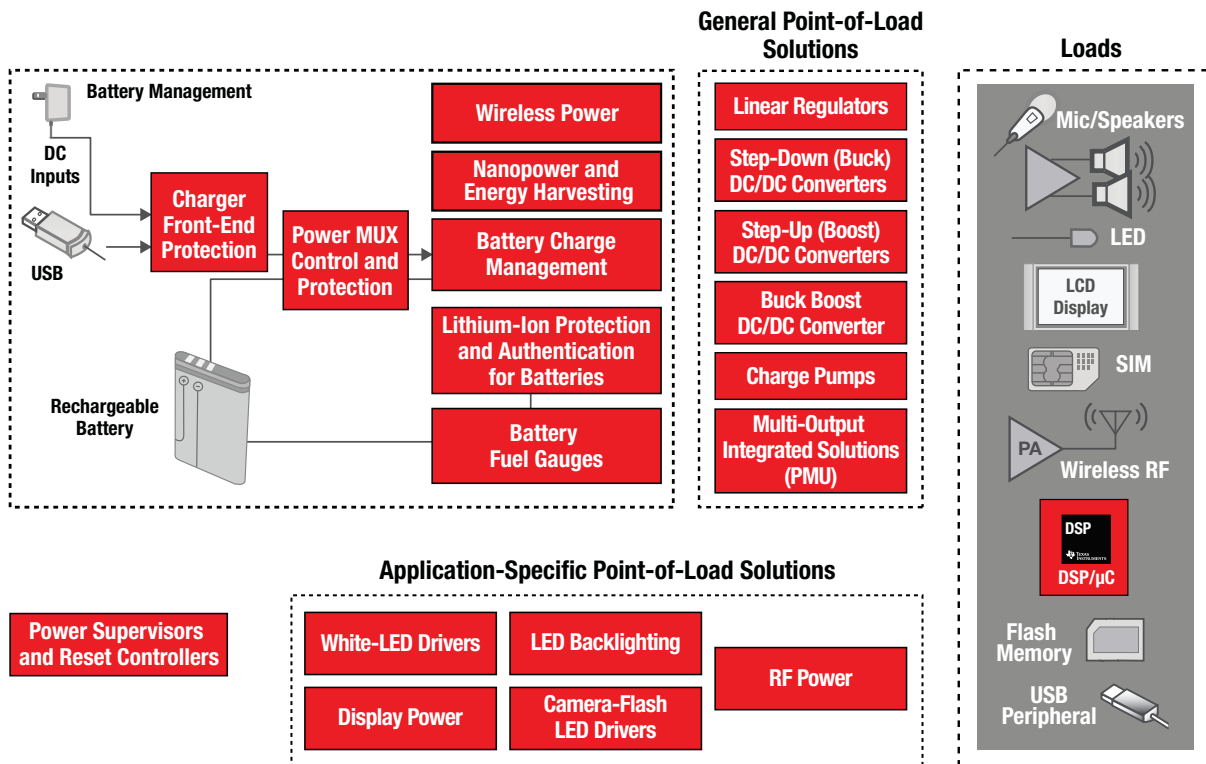 General Point-of-Load
Solutions
Loads
Battery Management
DC
Inputs
USB
Charger
Front-End
Protection
Power MUX
Control and
Protection
Wireless Power
Nanopower and
Energy Harvesting
Battery Charge
Management
Lithium-Ion Protection
and Authentication
for Batteries
Battery
Fuel Gauges
Rechargeable
Battery
Linear Regulators
Step-Down (Buck)
DC/DC Converters
Step-Up (Boost)
DC/DC Converters
Buck Boost
DC/DC Converter
Charge Pumps
Multi-Output
Integrated Solutions
(PMU)
Mic/Speakers
LED
LCD
Display
SIM
PA
Wireless RF
DSP
TEXAS
INSTRUMENTS
DSP/µC
Flash
Memory
USB
Peripheral
Application-Specific Point-of-Load Solutions
Power Supervisors
and Reset Controllers
White-LED Drivers
LED Backlighting
RF Power
Display Power
Camera-Flash
LED Drivers